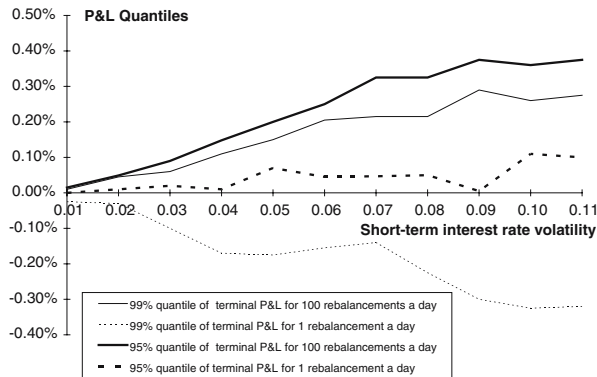 P&L Quantiles
0.50%
0.40%
0.30%
0.20%
0.10%
0.00%
-0.10%
-0.20%
-0.30%
-0.40%
0.01 0.02 0.03 0.04 0.05 0.06 0.07 0.08 0.09 0.10 0.11
Short-term interest rate volatility
99% quantile of terminal P&L for 100 rebalancements a day
99% quantile of terminal P&L for 1 rebalancement a day
95% quantile of terminal P&L for 100 rebalancements a day
95% quantile of terminal P&L for 1 rebalancement a day